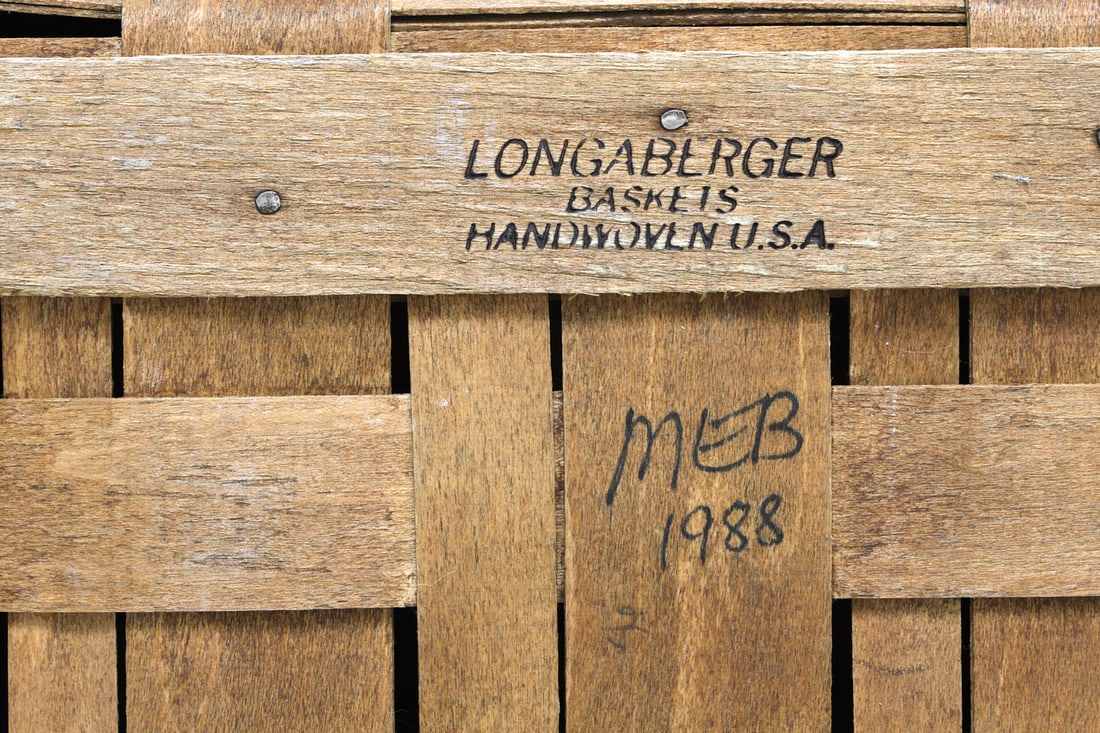 LONGABERGER
BASKETS
HANDWOVEN U.S.A.
MEB
1988